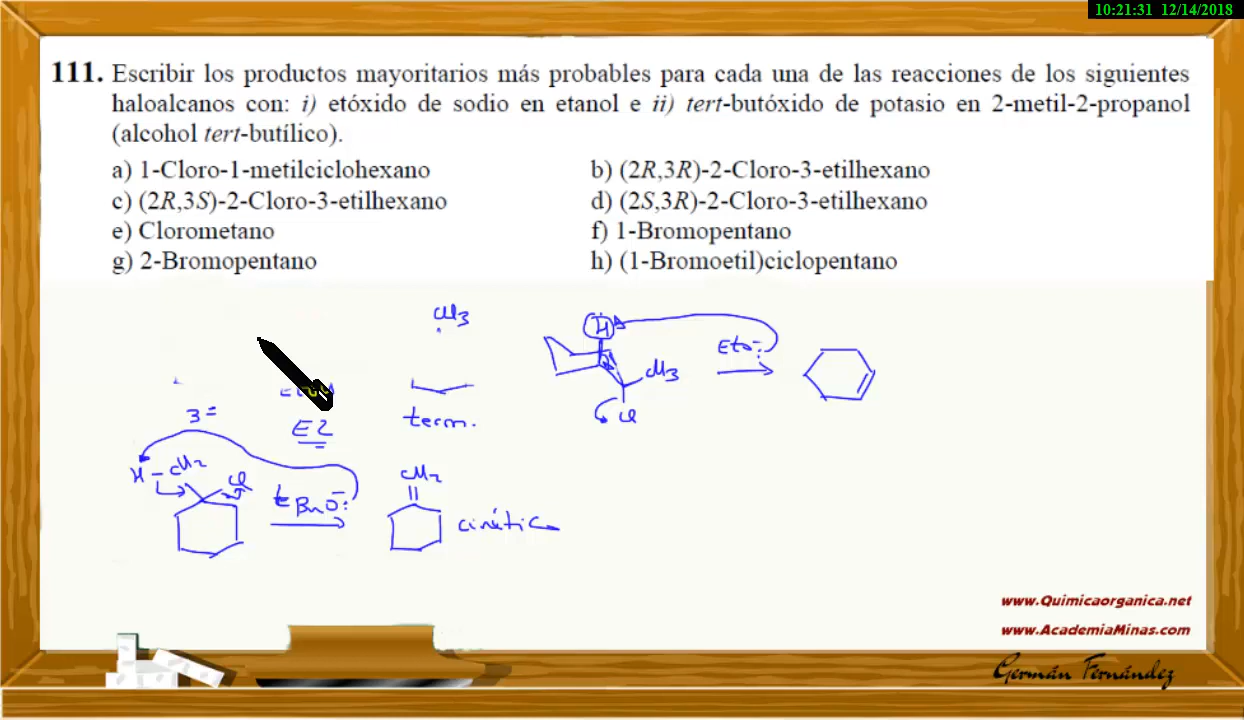 10:21:31 12/14/2018
111. Escribir los productos mayoritarios más probables para cada una de las reacciones de los siguientes
haloalcanos con: i) etóxido de sodio en etanol e ii) tert-butóxido de potasio en 2-metil-2-propanol
(alcohol tert-butílico).
a) 1-Cloro-1-metilciclohexano
b) (2R,3R)-2-Cloro-3-etilhexano
c) (2R,3S)-2-Cloro-3-etilhexano
d) (2S,3R)-2-Cloro-3-etilhexano
e) Clorometano
f) 1-Bromopentano
g) 2-Bromopentano
h) (1-Bromoetil)ciclopentano
CH3
H
EtO:
CH3
Cl
3=
E2
term.
H-CH2
Cl
tBuO:
CH2
cinético
www.Quimicaorganica.net
www.AcademiaMinas.com
Germán Fernández